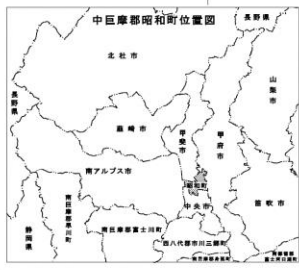 中巨摩郡昭和町位置図
長野県
北杜市
山梨市
長野県
韮崎市
甲斐市
甲府市
南アルプス市
昭和町
中央市
笛吹市
南巨摩郡早川町
静岡県
南巨摩郡富士川町
西八代郡市川三郷町